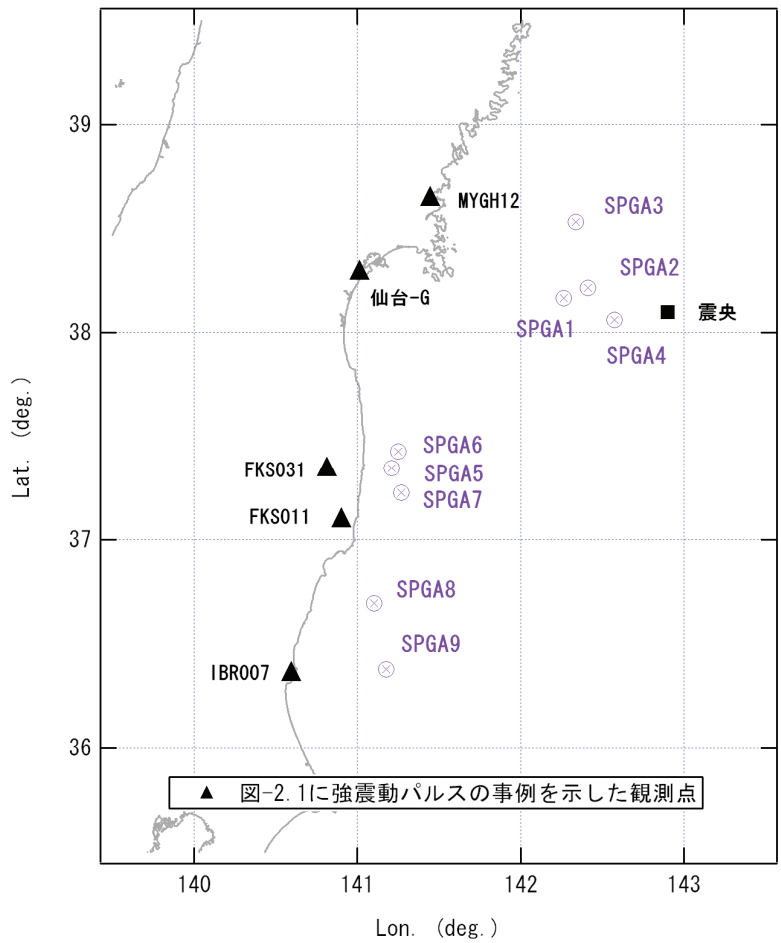 39
MYGH12
SPGA3
SPGA2
仙台-G
SPGA1
震央
38
SPGA4
Lat. (deg.)
SPGA6
FKS031
SPGA5
SPGA7
FKS011
37
SPGA8
SPGA9
IBR007
36
▲ 図-2.1に強震動パルスの事例を示した観測点
140 141 142 143
Lon. (deg.)